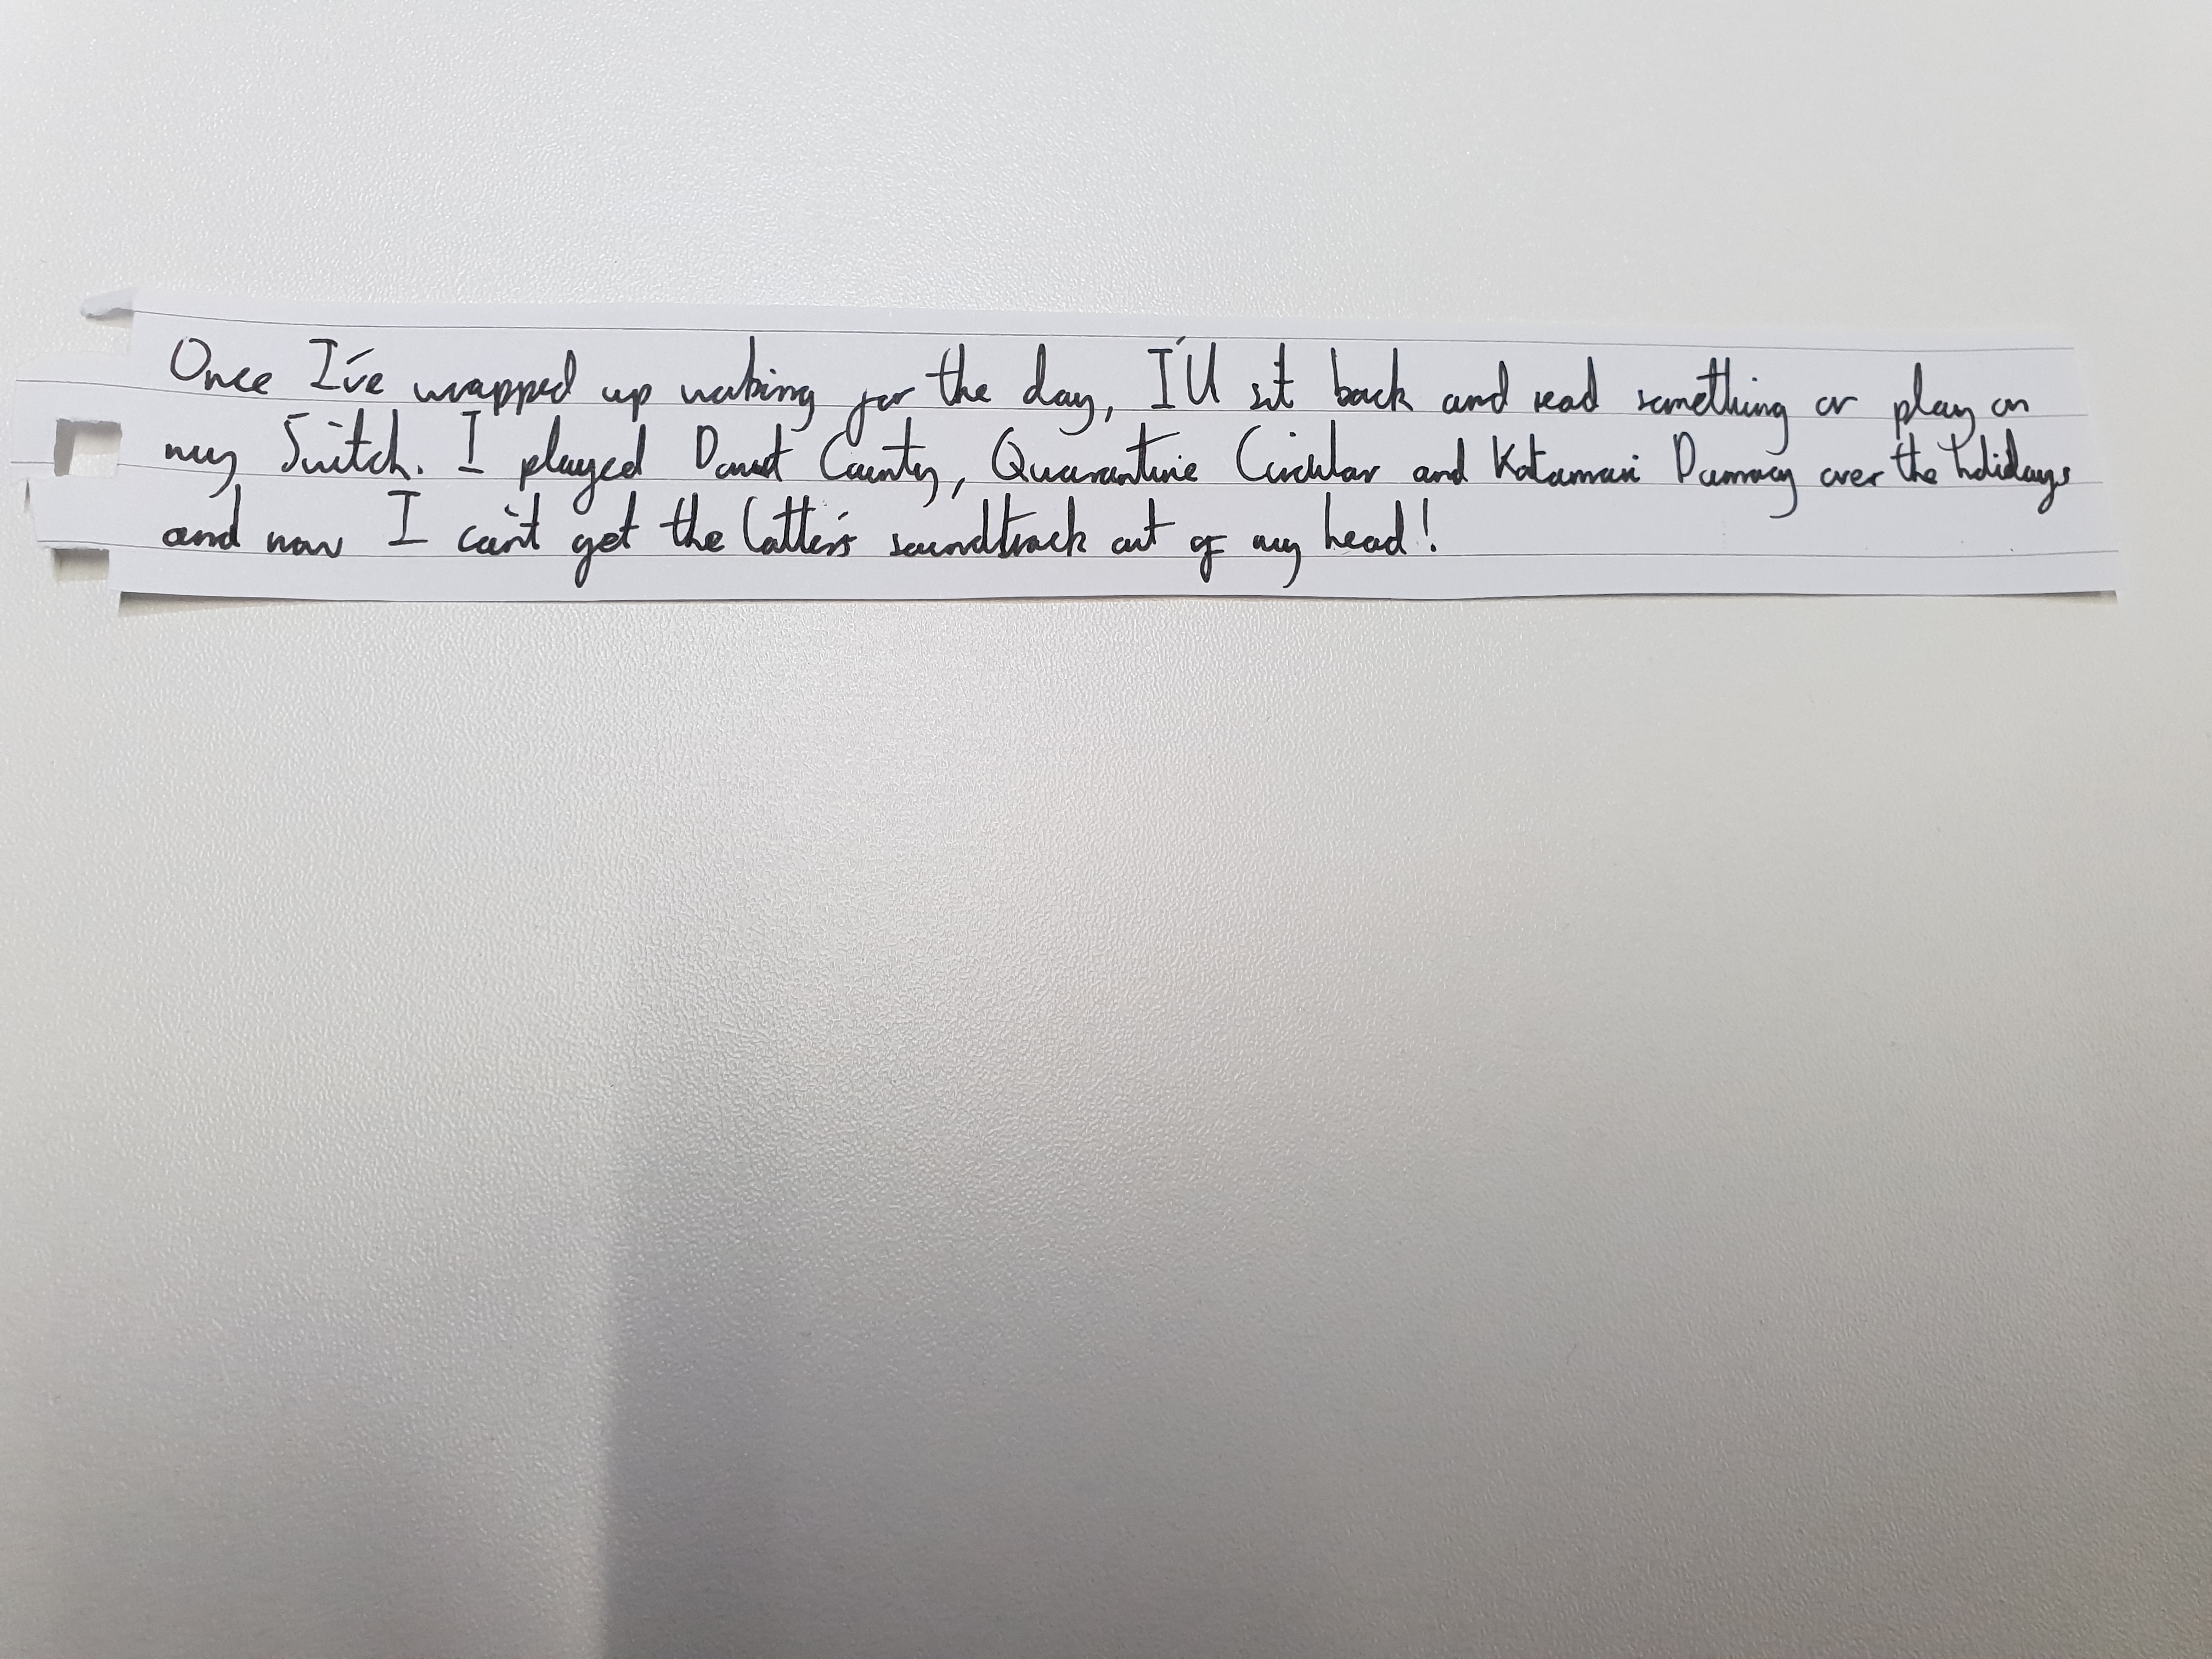 Once I've wrapped up working for the day, I'll sit back and read something or play on
my Switch. I played Daunt County, Quarantine Circular and Katamari Damacy over the holidays
and now I can't get the latter's soundtrack out of my head!